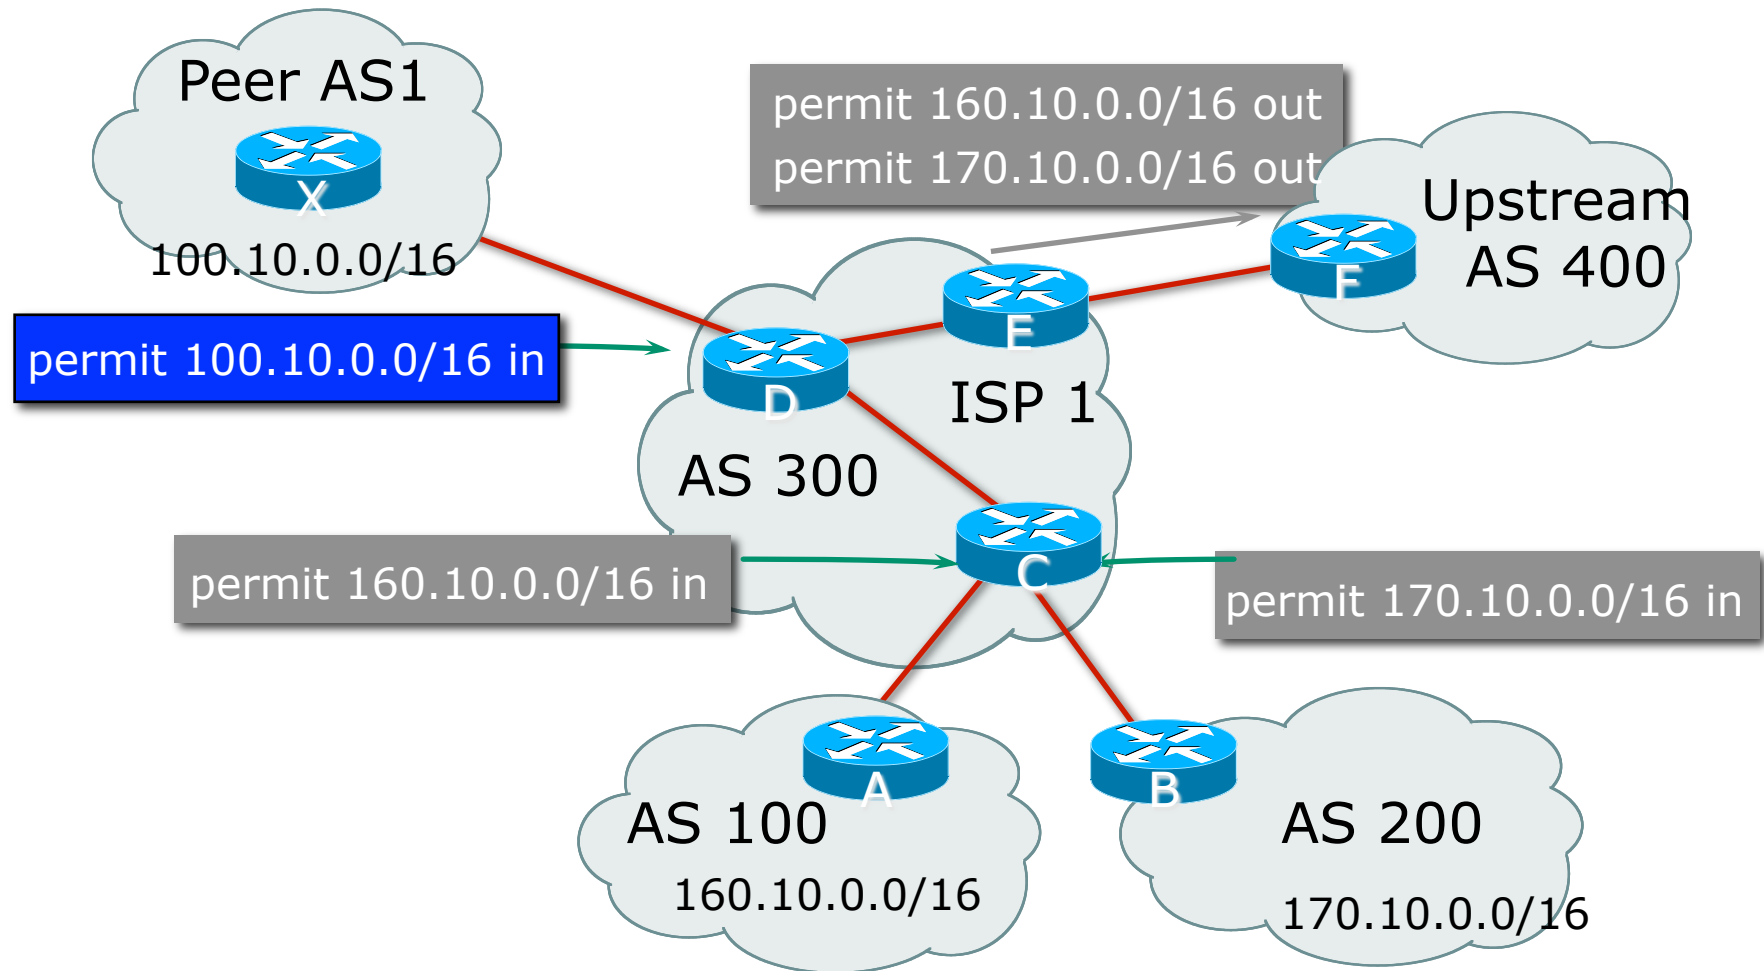 Peer AS1
X
100.10.0.0/16
permit 160.10.0.0/16 out
permit 170.10.0.0/16 out
Upstream
AS 400
F
E
permit 100.10.0.0/16 in
D
ISP 1
AS 300
C
permit 160.10.0.0/16 in
permit 170.10.0.0/16 in
A
B
AS 100
160.10.0.0/16
AS 200
170.10.0.0/16